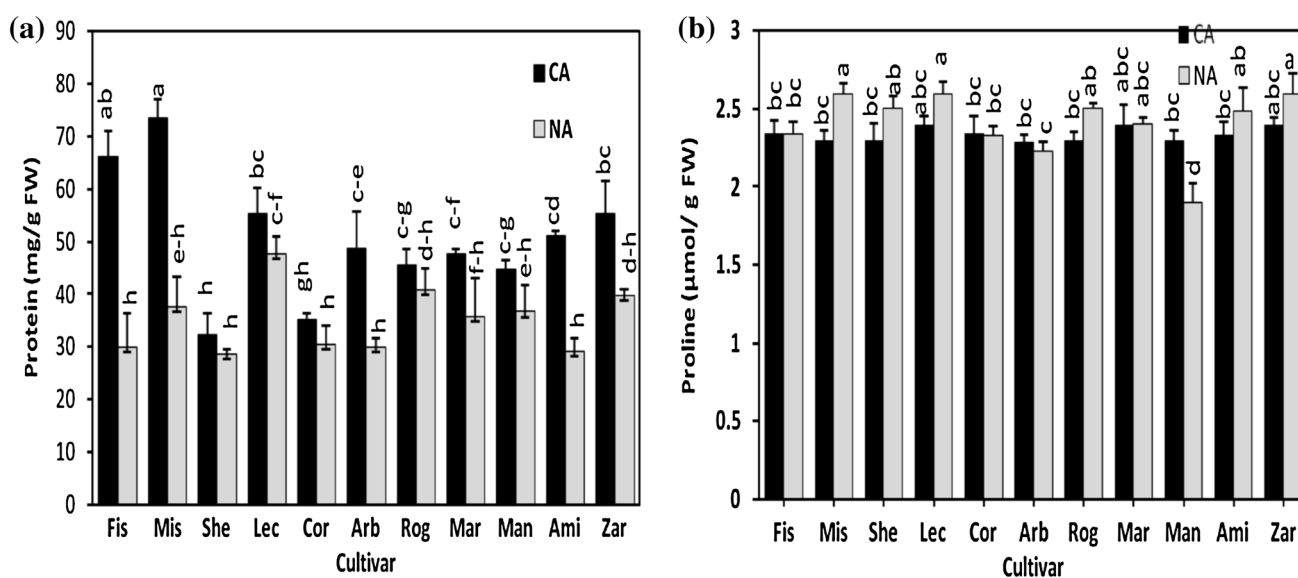 (a)
Protein (mg/g FW)
90
80
70
60
50
40
30
20
10
0
CA
NA
ab
h
a
e-h
h
h
bc
c-f
gh
h
c-e
h
c-g
d-h
c-f
f-h
c-g
e-h
cd
h
bc
d-h
Fis Mis She Lec Cor Arb Rog Mar Man Ami Zar
Cultivar
(b)
Proline (µmol/ g FW)
3
2.5
2
1.5
1
0.5
0
CA
NA
bc
bc
bc
a
bc
ab
abc
a
bc
bc
bc
c
bc
ab
abc
abc
bc
d
bc
ab
abc
a
Fis Mis She Lec Cor Arb Rog Mar Man Ami Zar
Cultivar